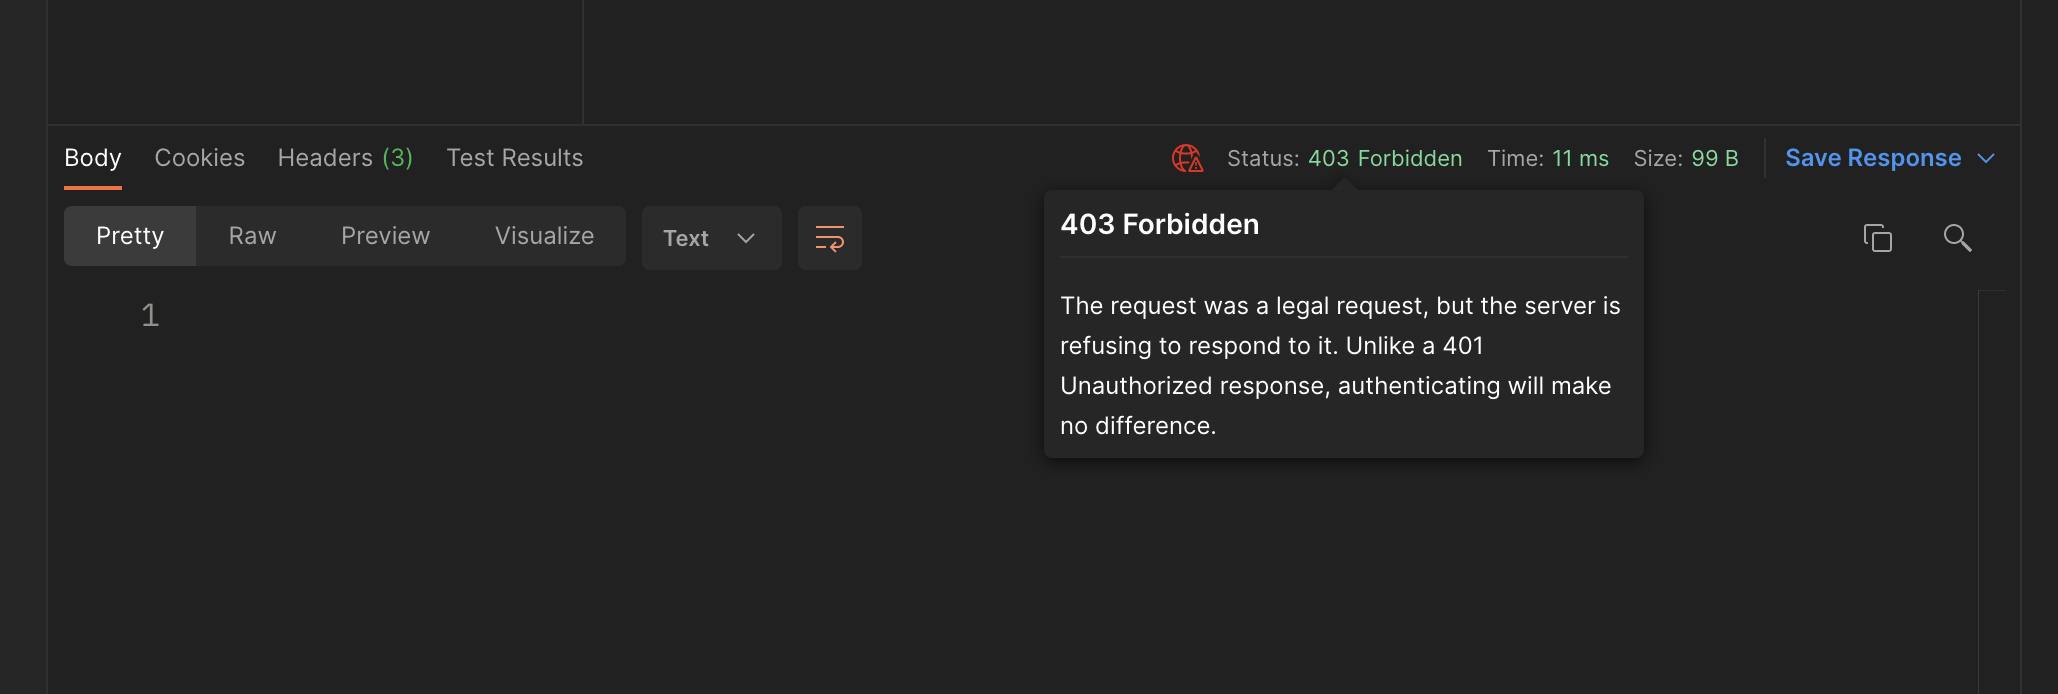 Body Cookies Headers (3) Test Results Status: 403 Forbidden Time: 11 ms Size: 99 B Save Response
403 Forbidden
Pretty Raw Preview Visualize Text
The request was a legal request, but the server is
refusing to respond to it. Unlike a 401
Unauthorized response, authenticating will make
no difference.
1